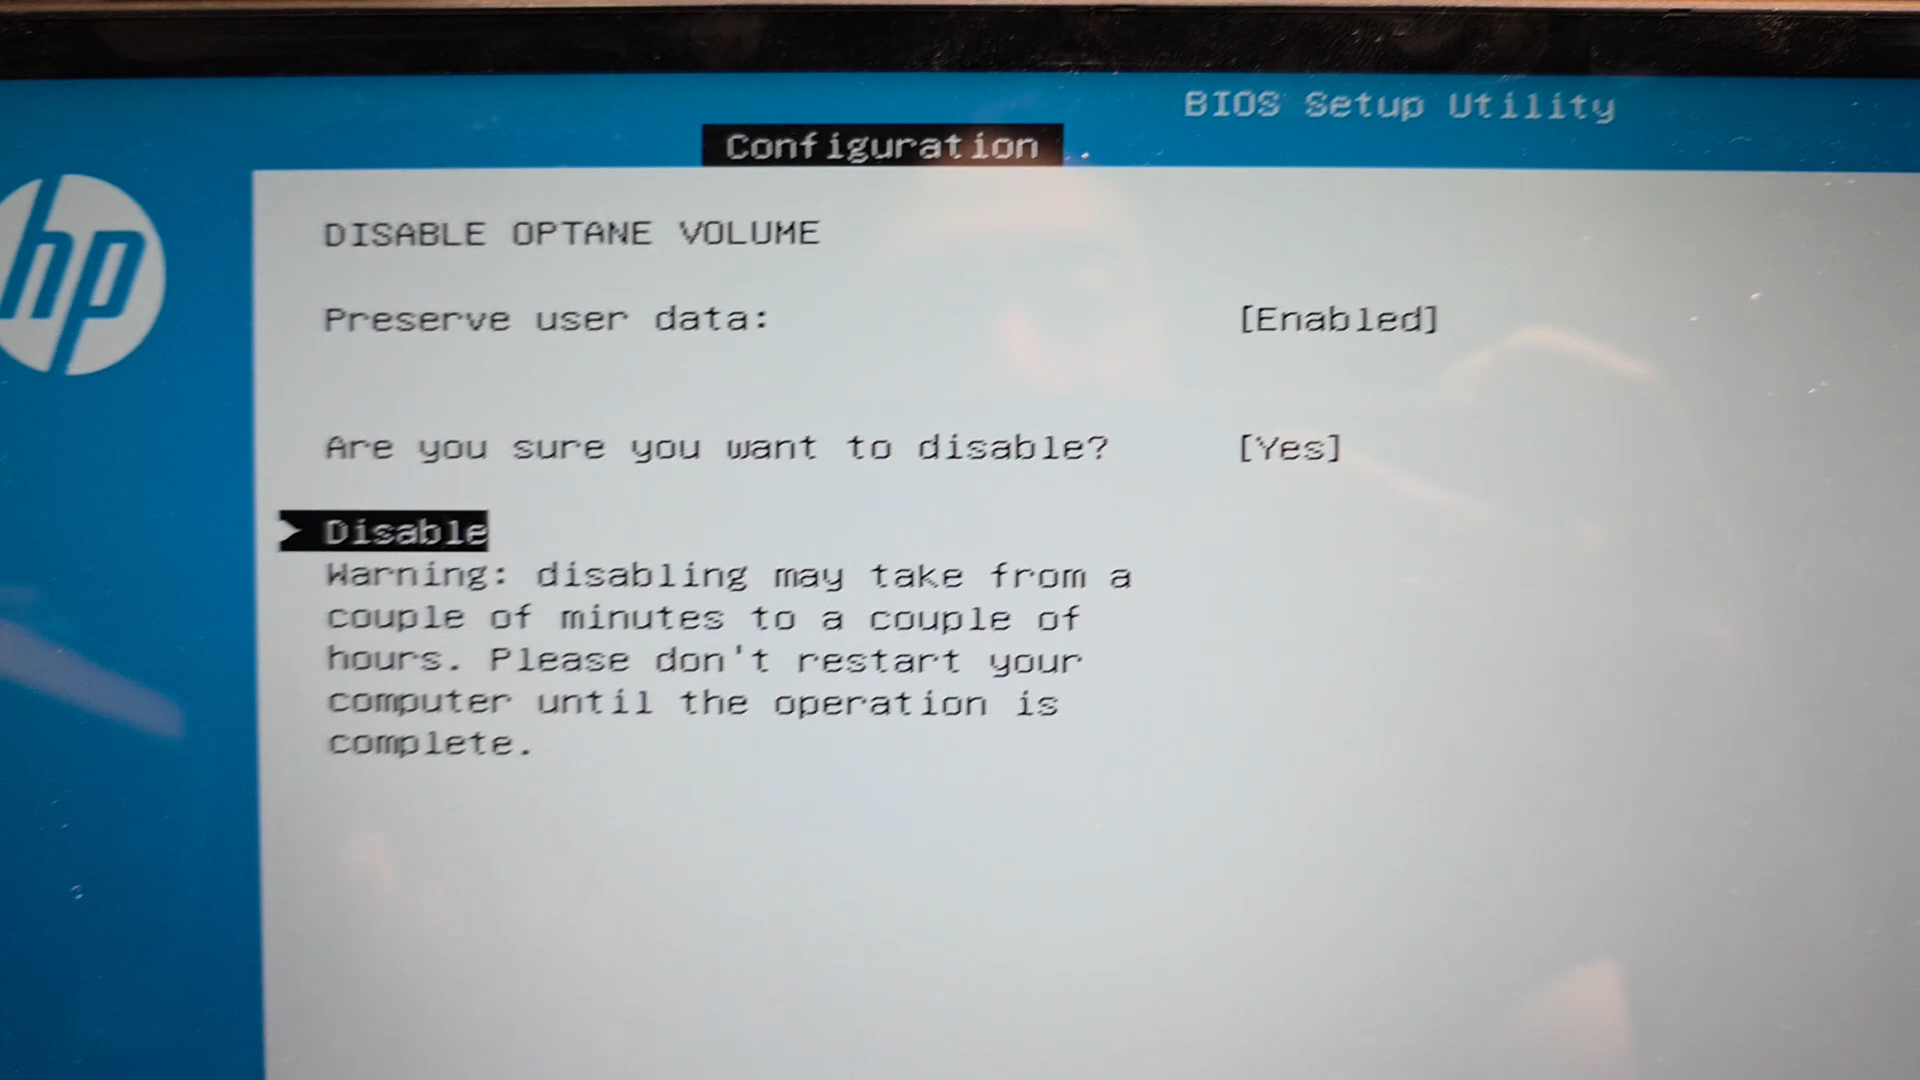 BIOS Setup Utility
Configuration
hp
DISABLE OPTANE VOLUME
Preserve user data: [Enabled]
Are you sure you want to disable? [Yes]
> Disable
Warning: disabling may take from a
couple of minutes to a couple of
hours. Please don't restart your
computer until the operation is
complete.